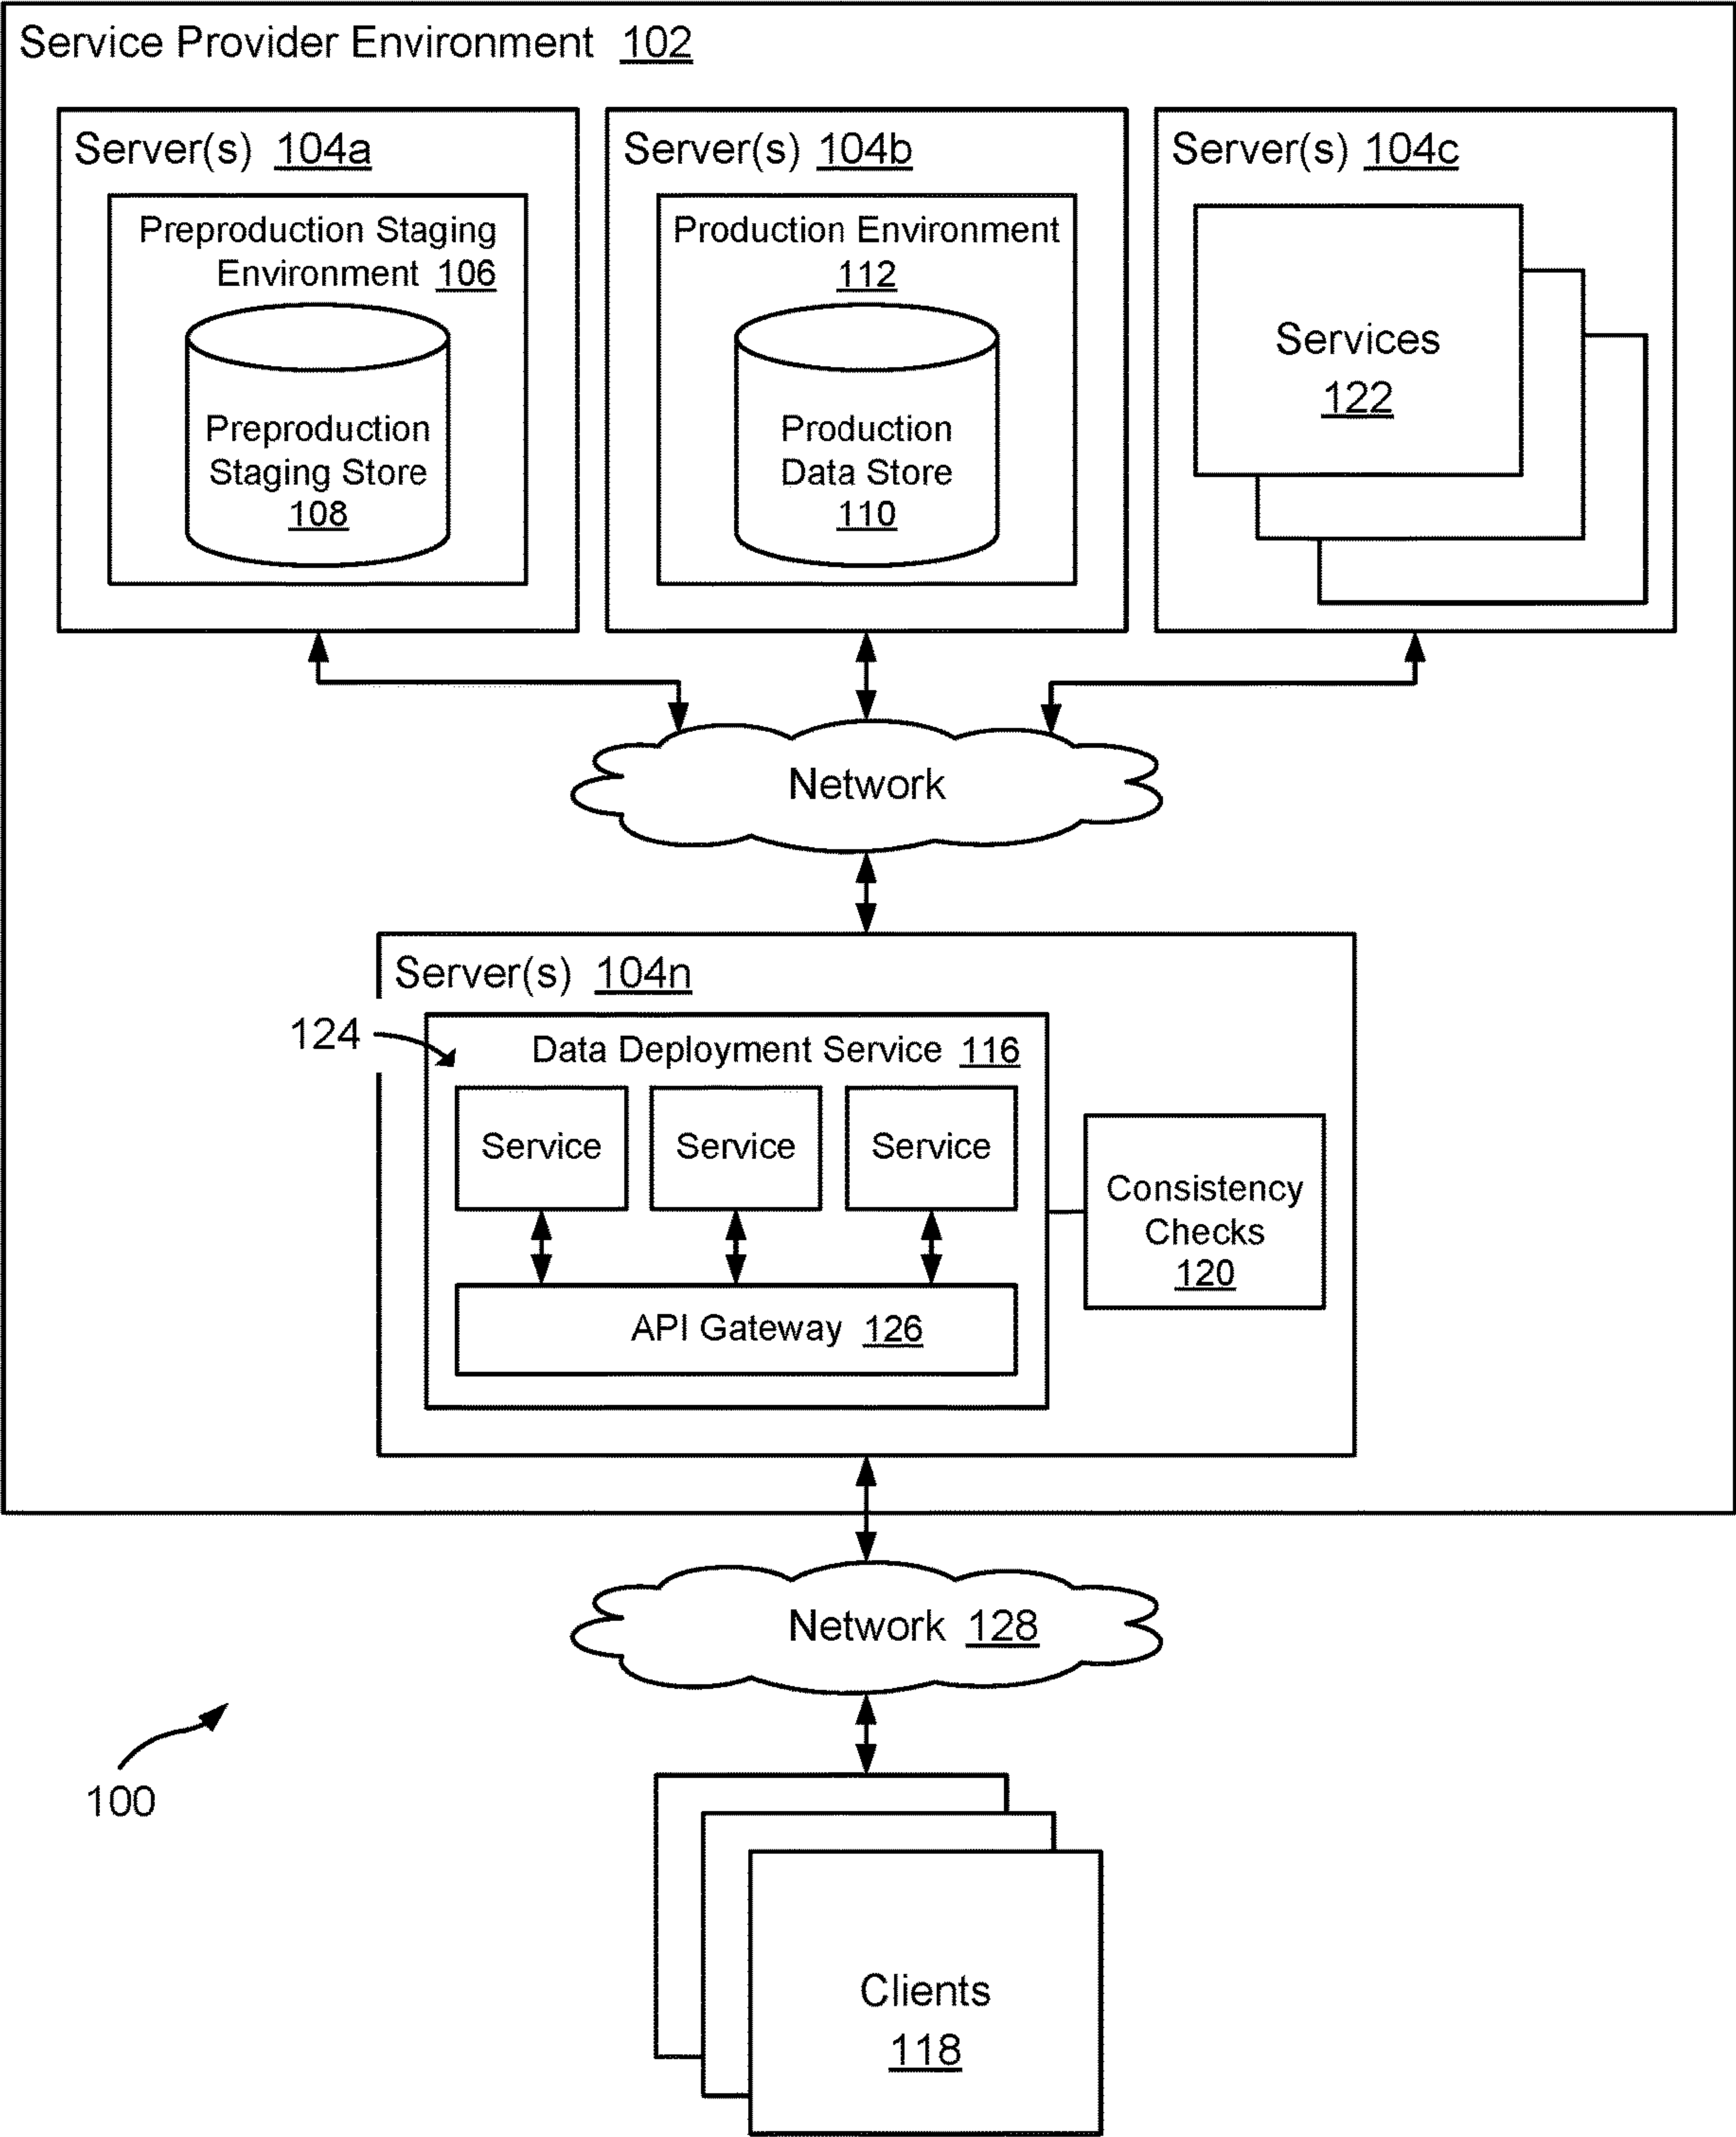 Service Provider Environment 102
Server(s) 104a
Preproduction Staging
Environment 106
Preproduction
Staging Store
108
Server(s) 104b
Production Environment
112
Production
Data Store
110
Server(s) 104c
Services
122
Network
Server(s) 104n
124
Data Deployment Service 116
Service
Service
Service
API Gateway 126
Consistency
Checks
120
Network 128
100
Clients
118